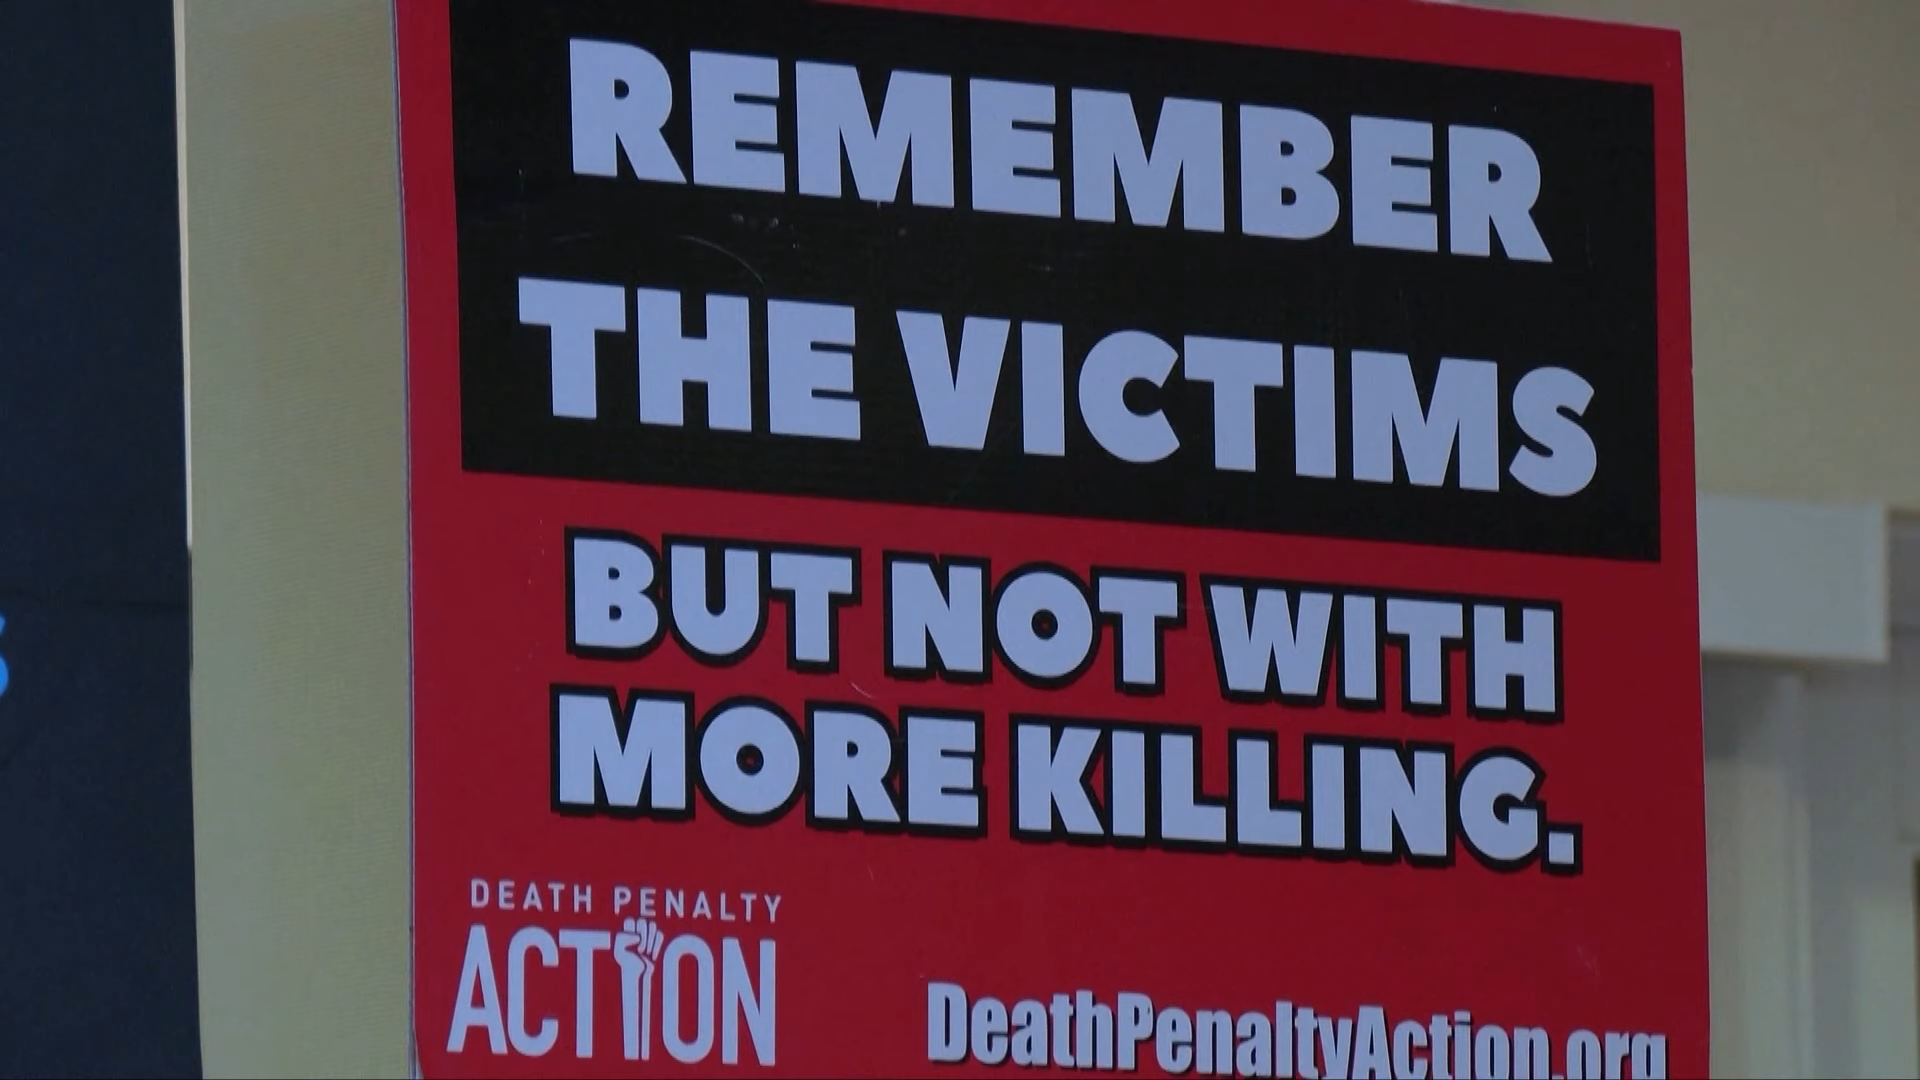 REMEMBER
THE VICTIMS
BUT NOT WITH
MORE KILLING.
DEATH PENALTY
ACTION
DeathPenaltyAction.org